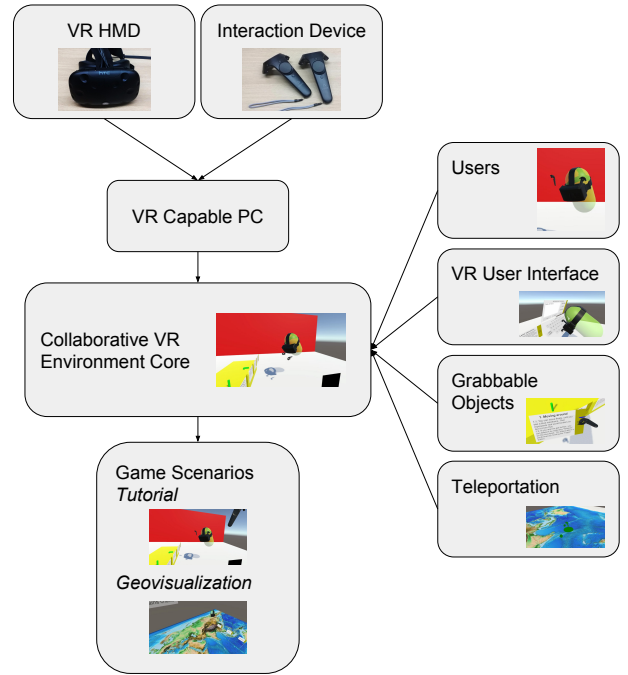 VR HMD
Interaction Device
VR Capable PC
Users
VR User Interface
Collaborative VR
Environment Core
Grabbable
Objects
Teleportation
Game Scenarios
Tutorial
Geovisualization